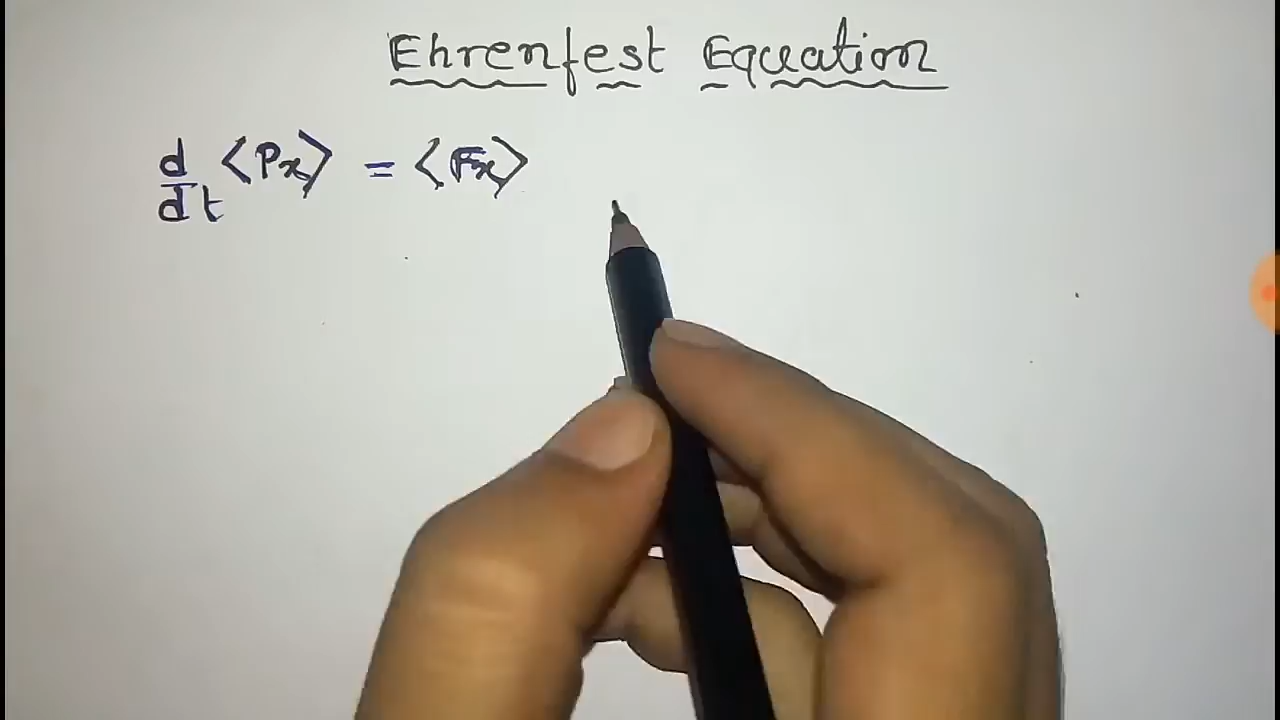 Ehrenfest Equation
d/dt ⟨Px⟩ = ⟨Fx⟩